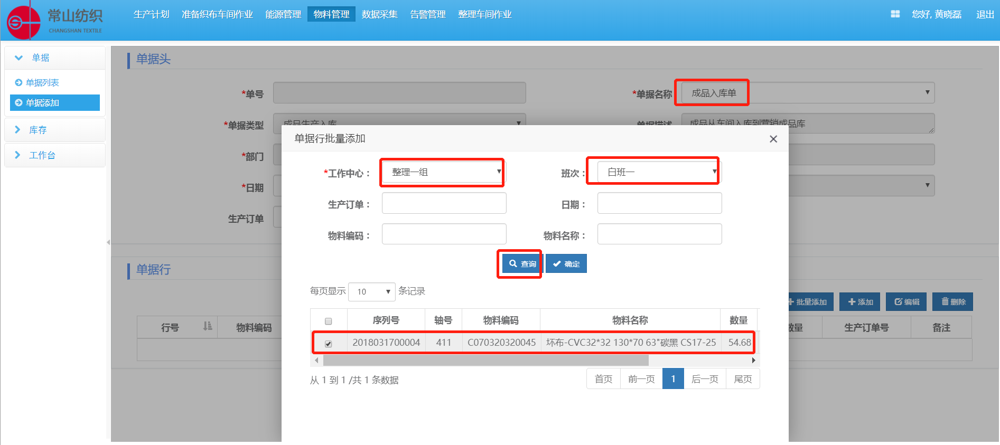 常山纺织
CHANGSHAN TEXTILE
生产计划 准备织布车间作业 能源管理 物料管理 数据采集 告警管理 整理车间作业
您好, 黄晓磊 退出
单据
单据列表
单据添加
库存
工作台
单据头
*单号
*单据名称 成品入库单
*单据类型 成品生产入库
单据描述 成品从车间入库到营销成品库
*部门
*日期
生产订单
单据行批量添加
*工作中心： 整理一组
班次： 白班一
生产订单：
日期：
物料编码：
物料名称：
查询 确定
每页显示 10 条记录
序列号 轴号 物料编码 物料名称 数量
2018031700004 411 C070320320045 坏布-CVC32*32 130*70 63"碳黑 CS17-25 54.68
从 1 到 1 /共 1 条数据
首页 前一页 1 后一页 尾页
单据行
批量添加 添加 编辑 删除
行号 物料编码 数量 生产订单号 备注